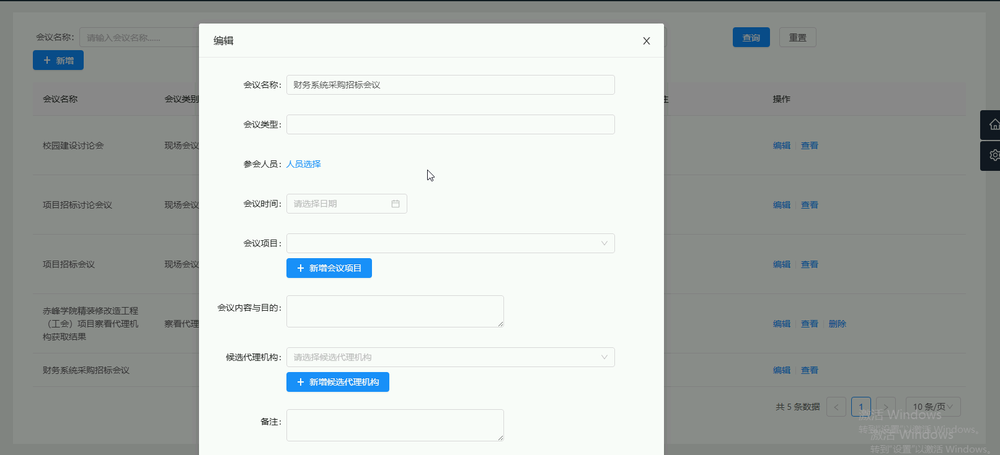 会议名称:
请输入会议名称......
查询
重置
+ 新增
会议名称
会议类别
注
操作
校园建设讨论会
现场会议
编辑
查看
项目招标讨论会议
现场会议
编辑
查看
项目招标会议
现场会议
编辑
查看
赤峰学院精装修改造工程
（工会）项目察看代理机
构获取结果
察看代理
编辑
查看
删除
财务系统采购招标会议
编辑
查看
共 5 条数据
<
1
>
10 条/页
编辑
会议名称:
财务系统采购招标会议
会议类型:
参会人员:
人员选择
会议时间:
请选择日期
会议项目:
+ 新增会议项目
会议内容与目的:
候选代理机构:
请选择候选代理机构
+ 新增候选代理机构
备注:
激活 Windows
转到"设置"以激活 Windows。
激活 Windows
转到"设置"以激活 Windows。